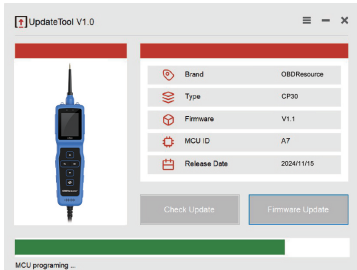 UpdateTool V1.0
Brand OBDResource
Type CP30
Firmware V1.1
MCU ID A7
Release Date 2024/11/15
Check Update Firmware Update
MCU programing ...